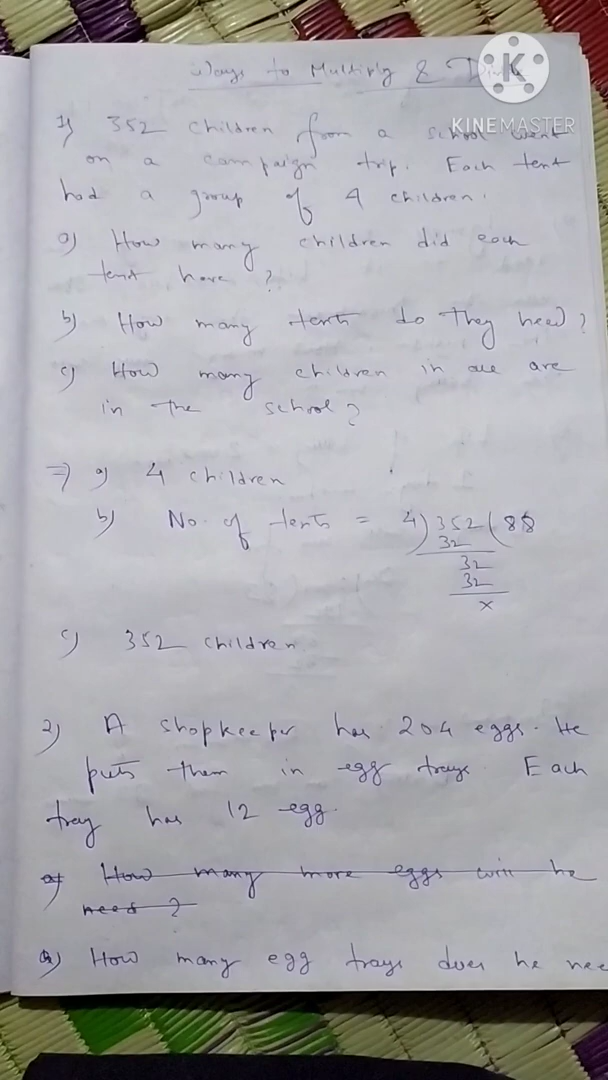 Ways to Multiply & Divi
KINEMASTER
1) 352 children from a school went
on a campaign trip. Each tent
had a group of 4 children.
a) How many children did each
tent have ?
b) How many tents do they need ?
c) How many children in all are
in the school ?
=> a) 4 children
b) No. of tents = 4) 352 ( 88
32
32
32
x
c) 352 children
2) A shopkeeper has 204 eggs. He
puts them in egg trays. Each
tray has 12 egg.
a) How many more eggs will he
need ?
a) How many egg trays does he nee